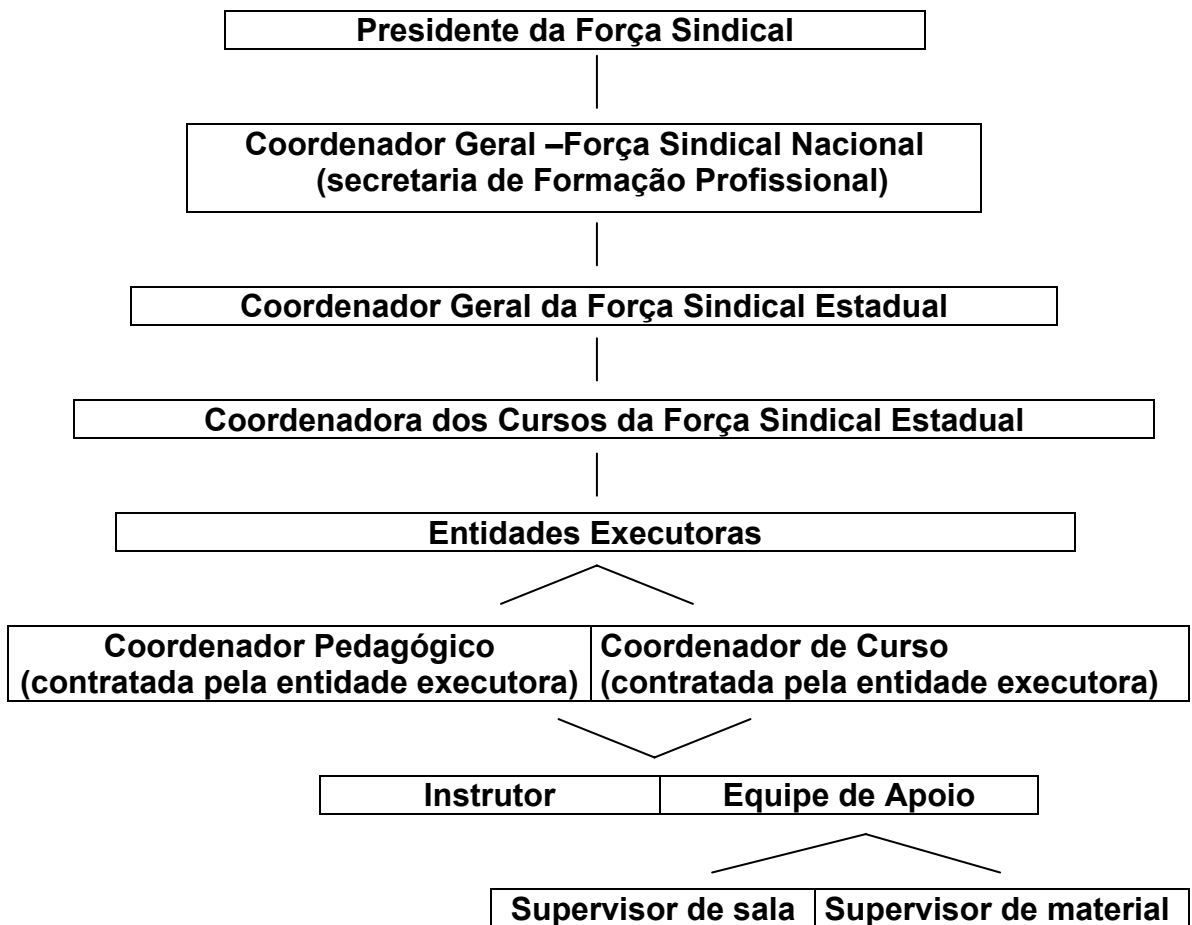 Presidente da Força Sindical
Coordenador Geral –Força Sindical Nacional
(secretaria de Formação Profissional)
Coordenador Geral da Força Sindical Estadual
Coordenadora dos Cursos da Força Sindical Estadual
Entidades Executoras
Coordenador Pedagógico
(contratada pela entidade executora)
Coordenador de Curso
(contratada pela entidade executora)
Instrutor
Equipe de Apoio
Supervisor de sala
Supervisor de material